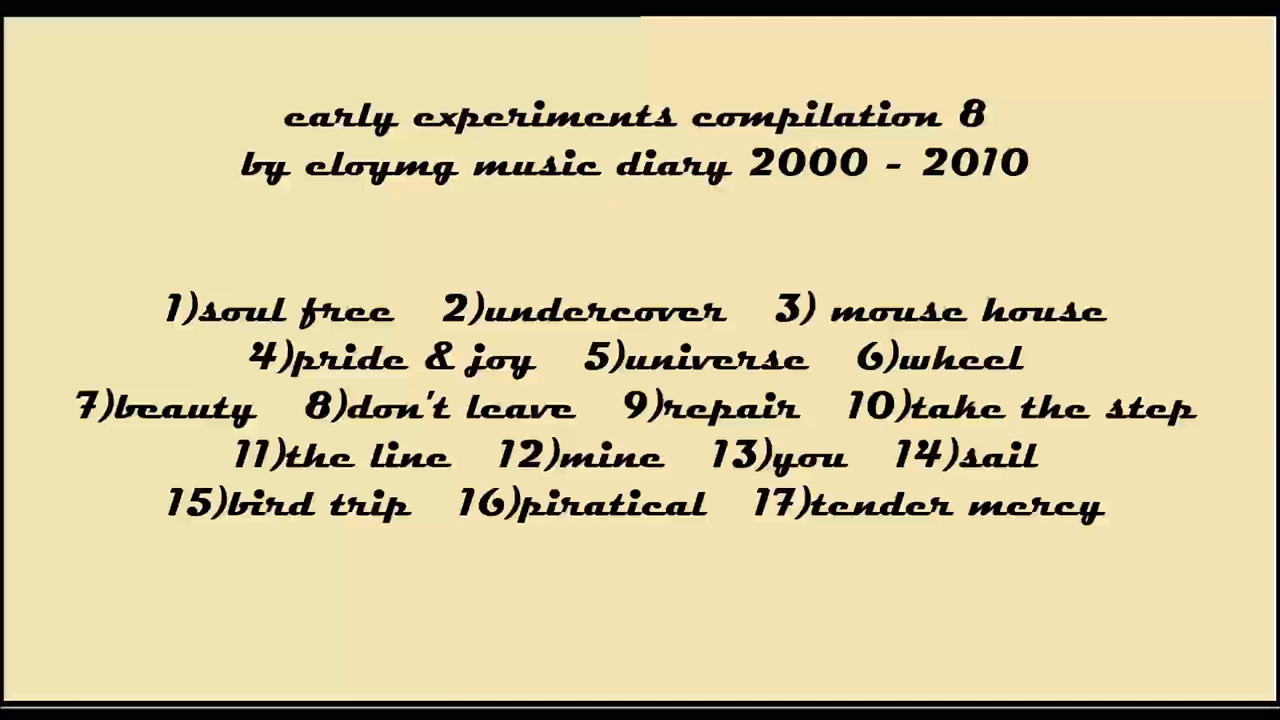 early experiments compilation 8
by eloymg music diary 2000 - 2010
1)soul free 2)undercover 3) mouse house
4)pride & joy 5)universe 6)wheel
7)beauty 8)don't leave 9)repair 10)take the step
11)the line 12)mine 13)you 14)sail
15)bird trip 16)piratical 17)tender mercy